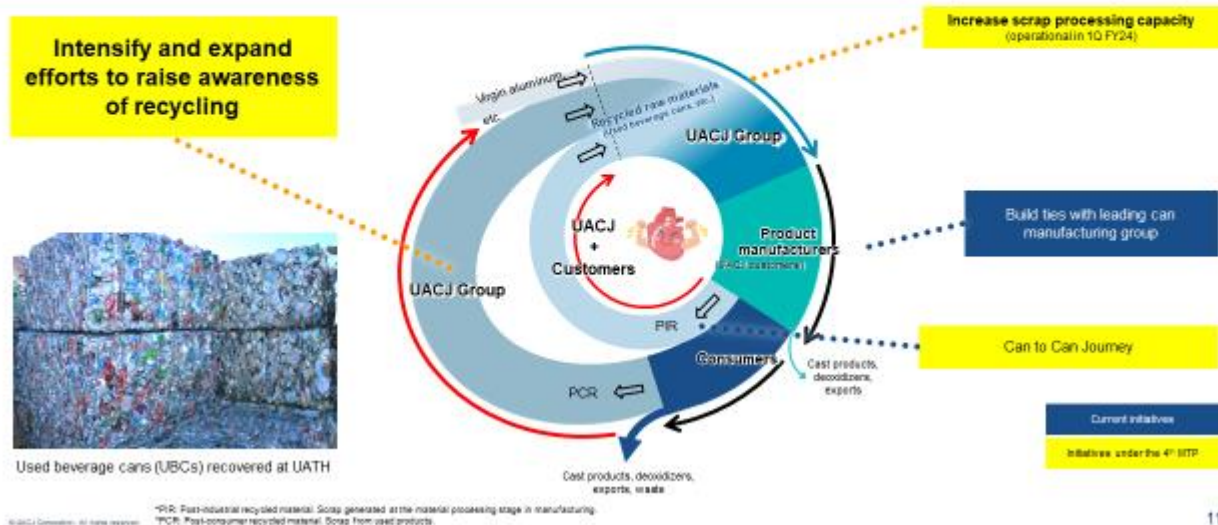 Intensify and expand
efforts to raise awareness
of recycling
Increase scrap processing capacity
(operational in 1Q FY24)
Virgin aluminum
etc.
Recycled raw materials
(Used beverage cans, etc.)
UACJ Group
Build ties with leading can
manufacturing group
Product
manufacturers
(UACJ customers)
UACJ
+
Customers
UACJ Group
PIR
Can to Can Journey
Consumers
Cast products,
deoxidizers,
exports
PCR
Current initiatives
Initiatives under the 4th MTP
Used beverage cans (UBCs) recovered at UATH
Cast products, deoxidizers,
exports, waste
*PIR: Post-industrial recycled material. Scrap generated at the material processing stage in manufacturing.
*PCR: Post-consumer recycled material. Scrap from used products.
© UACJ Corporation. All rights reserved.